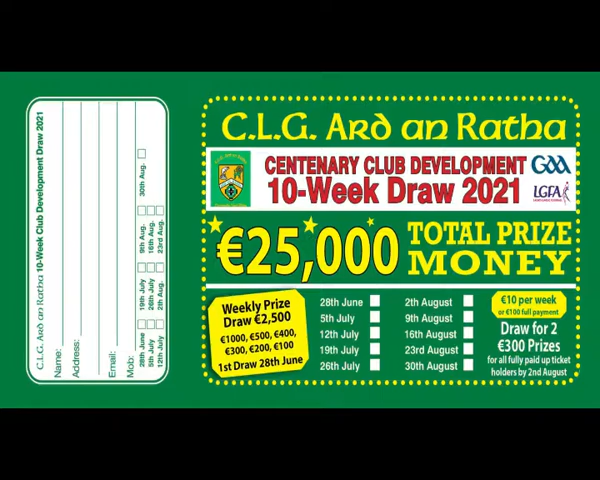 C.L.G. Ard an Ratha 10-Week Club Development Draw 2021
Name:
Address:
Email:
Mob:
28th June
5th July
12th July
19th July
26th July
2th Aug.
9th Aug.
16th Aug.
23rd Aug.
30th Aug.
C.L.G. Ard an Ratha
CENTENARY CLUB DEVELOPMENT
10-Week Draw 2021
GAA
LGFA
€25,000
TOTAL PRIZE
MONEY
Weekly Prize
Draw €2,500
€1000, €500, €400,
€300, €200, €100
1st Draw 28th June
28th June
5th July
12th July
19th July
26th July
2th August
9th August
16th August
23rd August
30th August
€10 per week
or €100 full payment
Draw for 2
€300 Prizes
for all fully paid up ticket
holders by 2nd August